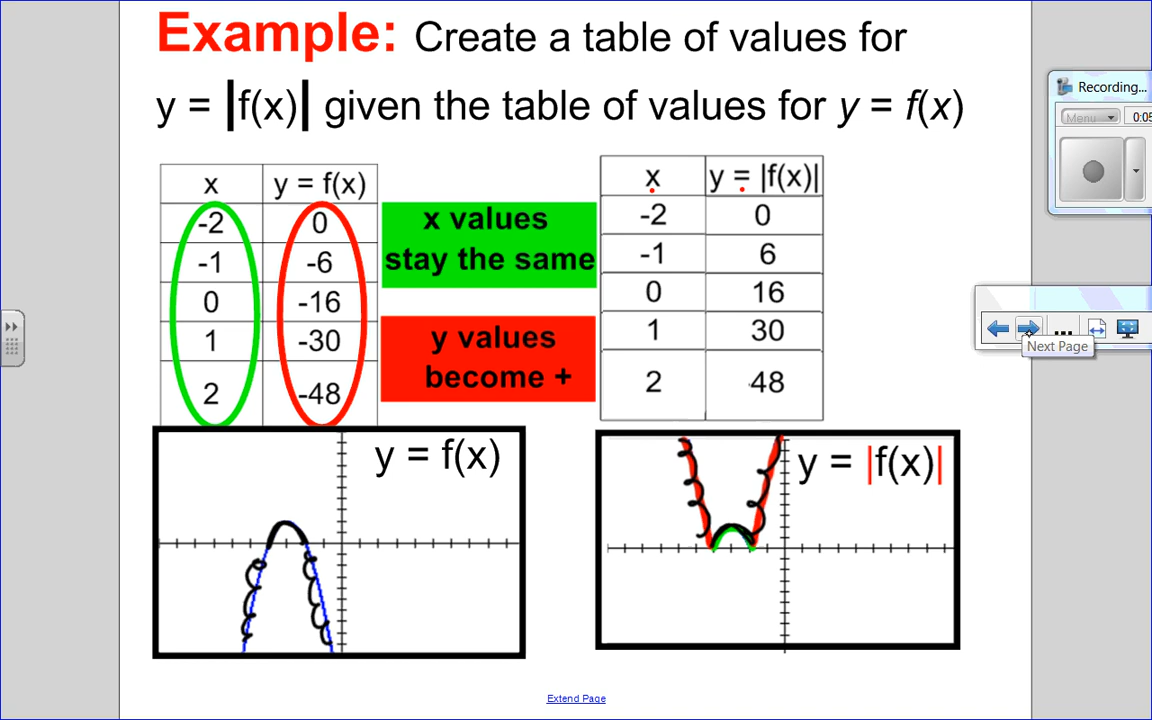 Example: Create a table of values for
y = |f(x)| given the table of values for y = f(x)
Recording...
Menu
0:05
x y = f(x)
-2 0
-1 -6
0 -16
1 -30
2 -48
x values
stay the same
y values
become +
x y = |f(x)|
-2 0
-1 6
0 16
1 30
2 48
...
Next Page
y = f(x)
y = |f(x)|
Extend Page